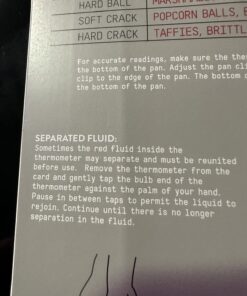 HARD BALL MARSHMALL
SOFT CRACK POPCORN BALLS,
HARD CRACK TAFFIES, BRITTL
For accurate readings, make sure the the
the bottom of the pan. Adjust the pan cli
clip to the edge of the pan. The bottom o
the bottom of the pan.
SEPARATED FLUID:
Sometimes the red fluid inside the
thermometer may separate and must be reunited
before use. Remove the thermometer from the
card and gently tap the bulb end of the
thermometer against the palm of your hand.
Pause in between taps to permit the liquid to
rejoin. Continue until there is no longer
separation in the fluid.